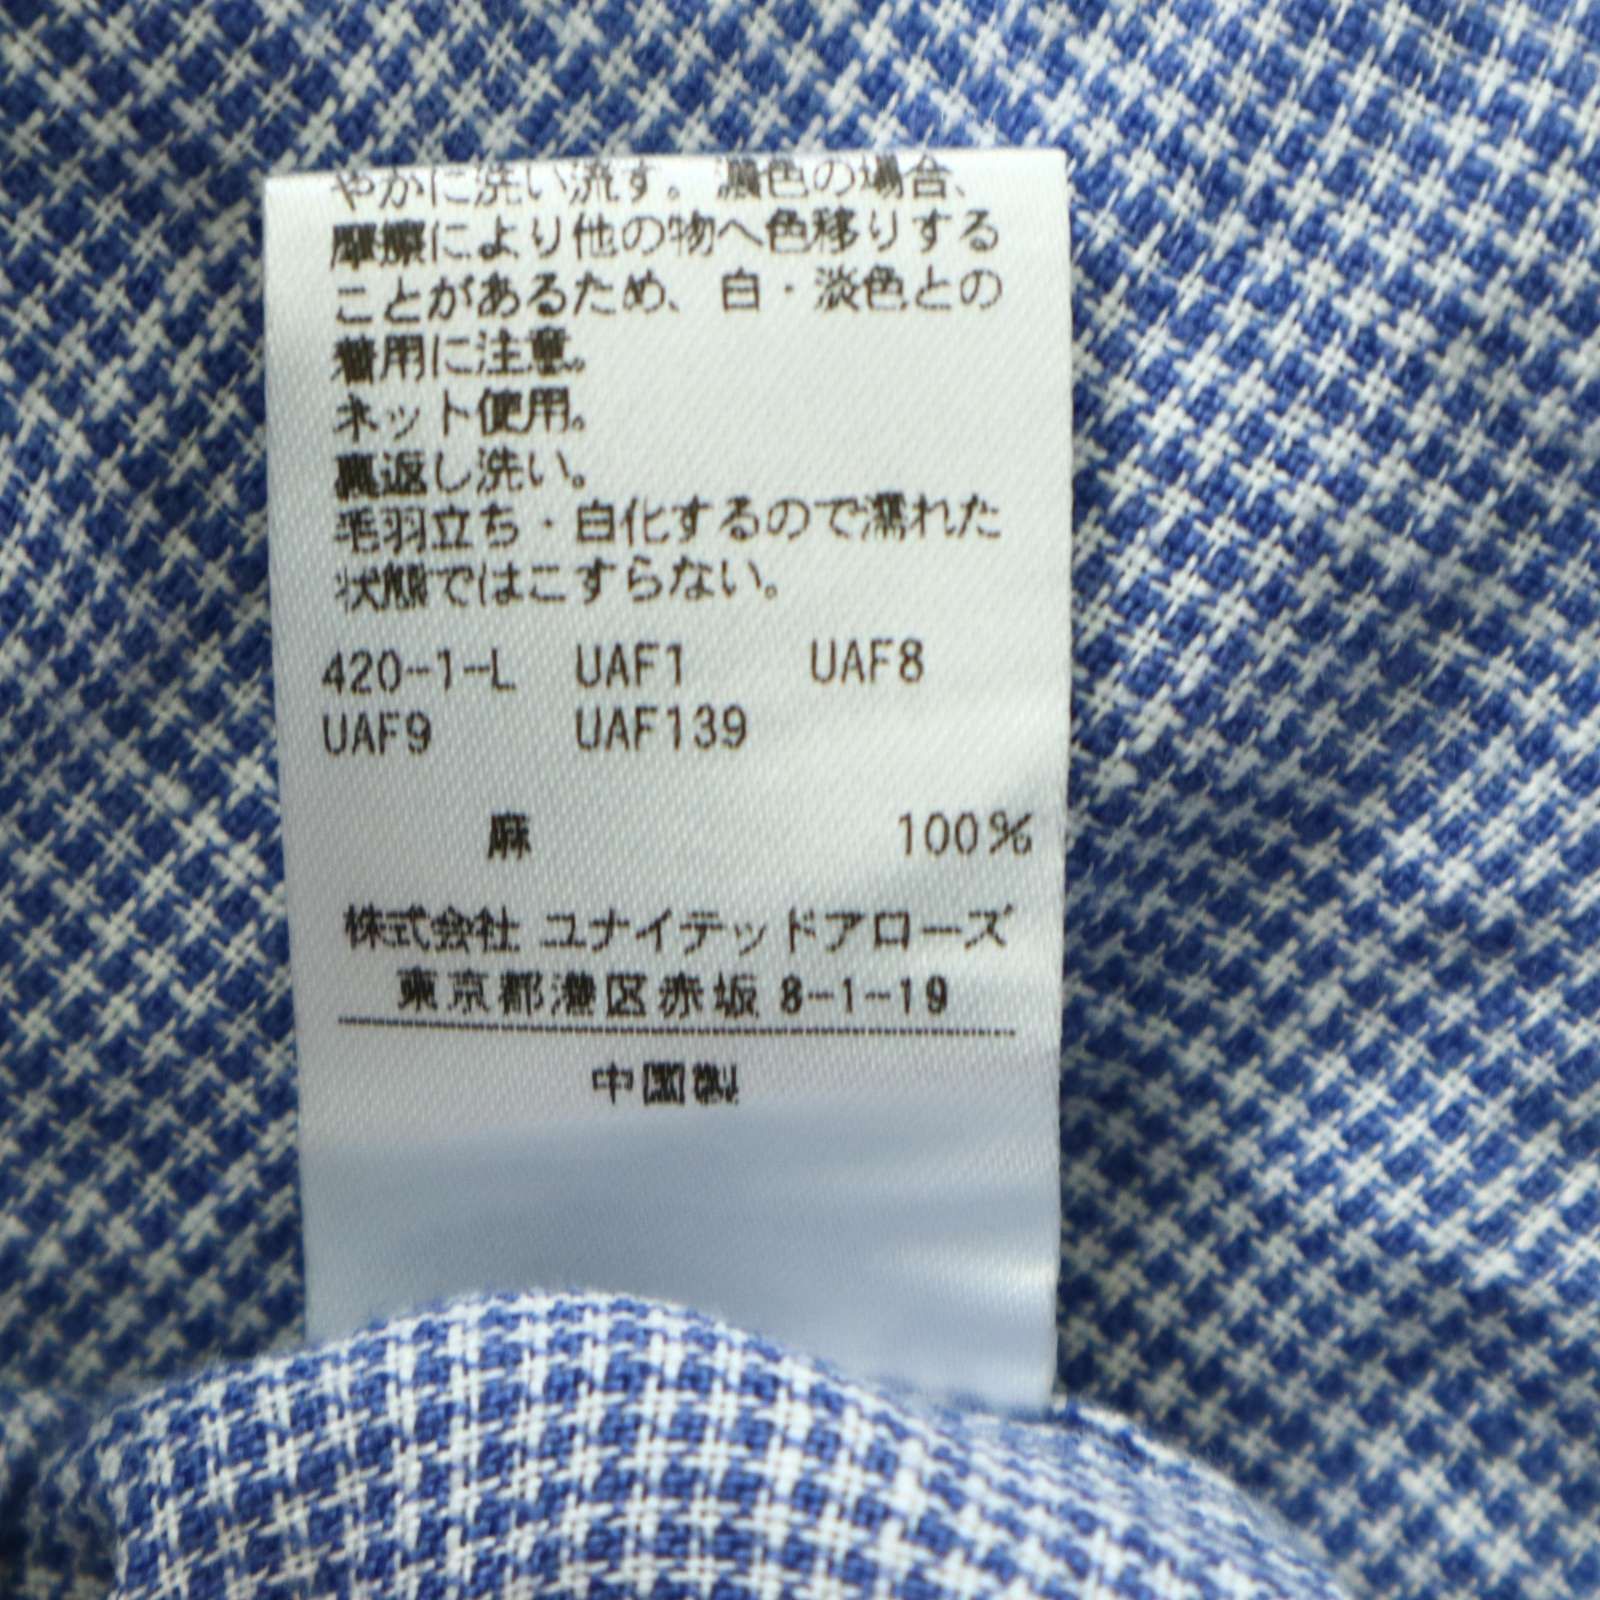 やかに洗い流す。濃色の場合、
摩擦により他の物へ色移りする
ことがあるため、白・淡色との
着用に注意。
ネット使用。
裏返し洗い。
毛羽立ち・白化するので濡れた
状態ではこすらない。
420-1-L UAF1 UAF8
UAF9 UAF139
麻 100%
株式会社 ユナイテッドアローズ
東京都港区赤坂 8-1-19
中国製